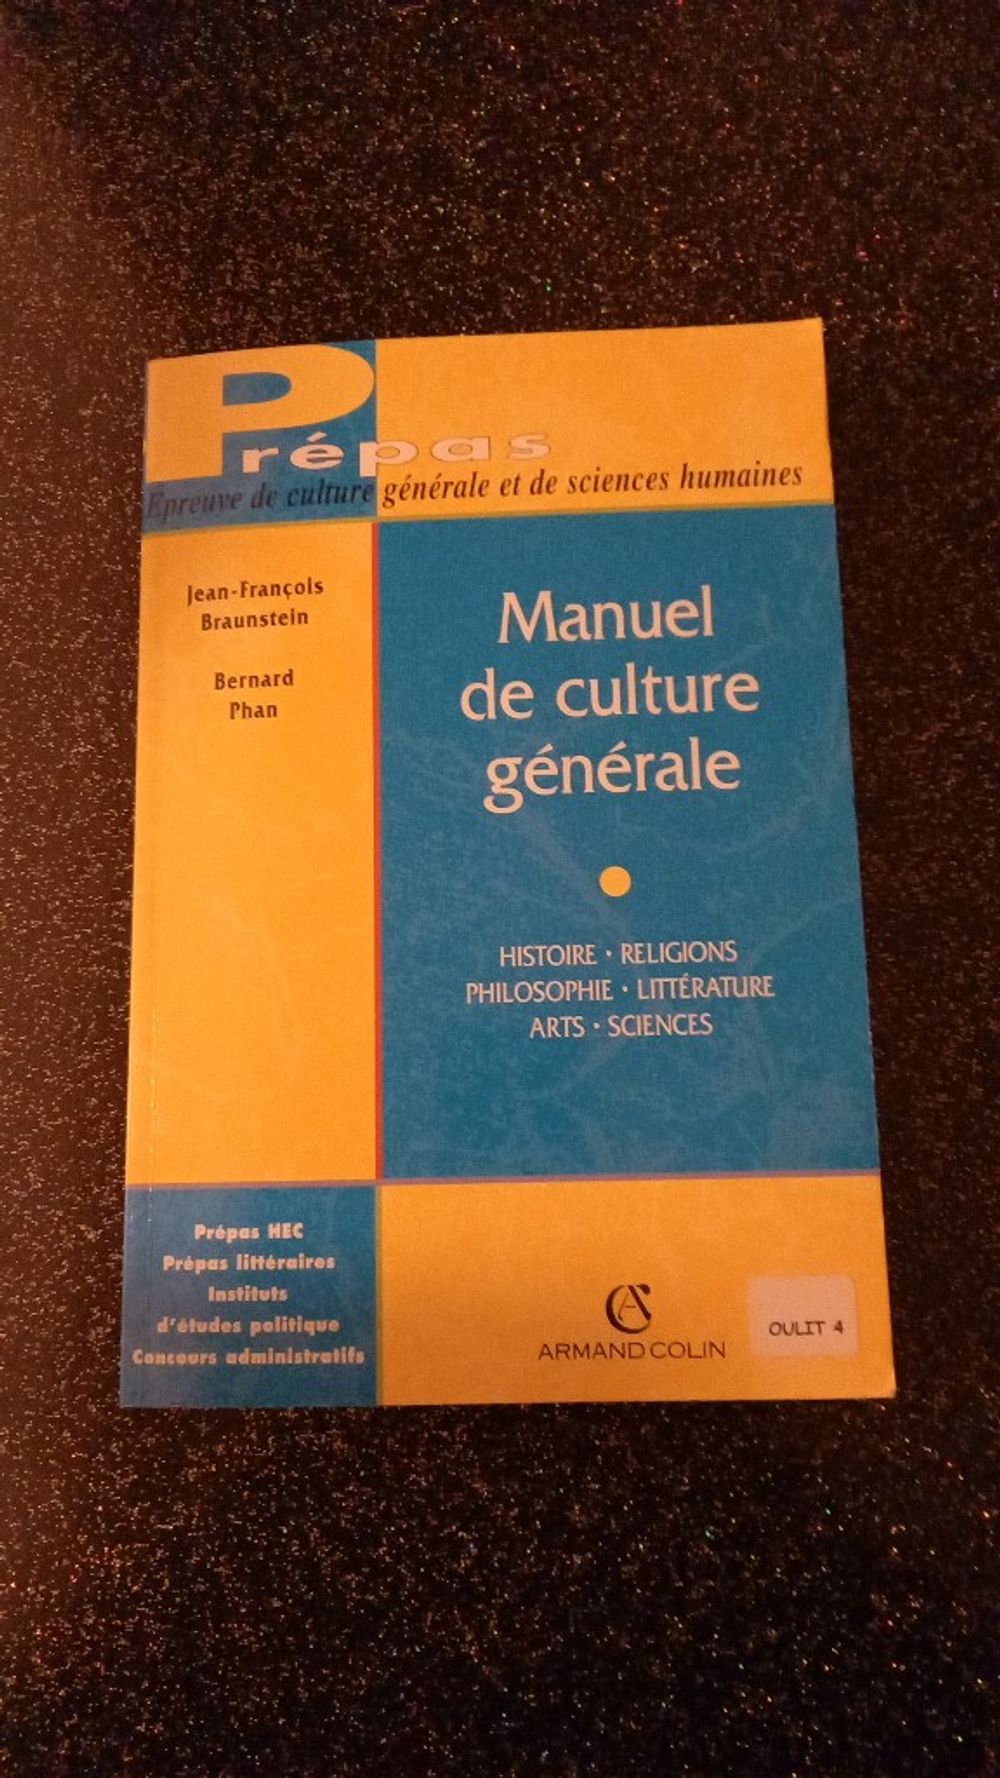 Prépas
Epreuve de culture générale et de sciences humaines
Jean-François
Braunstein
Bernard
Phan
Manuel
de culture
générale
HISTOIRE • RELIGIONS
PHILOSOPHIE • LITTÉRATURE
ARTS • SCIENCES
Prépas HEC
Prépas littéraires
Instituts
d'études politique
Concours administratifs
AC
ARMAND COLIN
OULIT 4